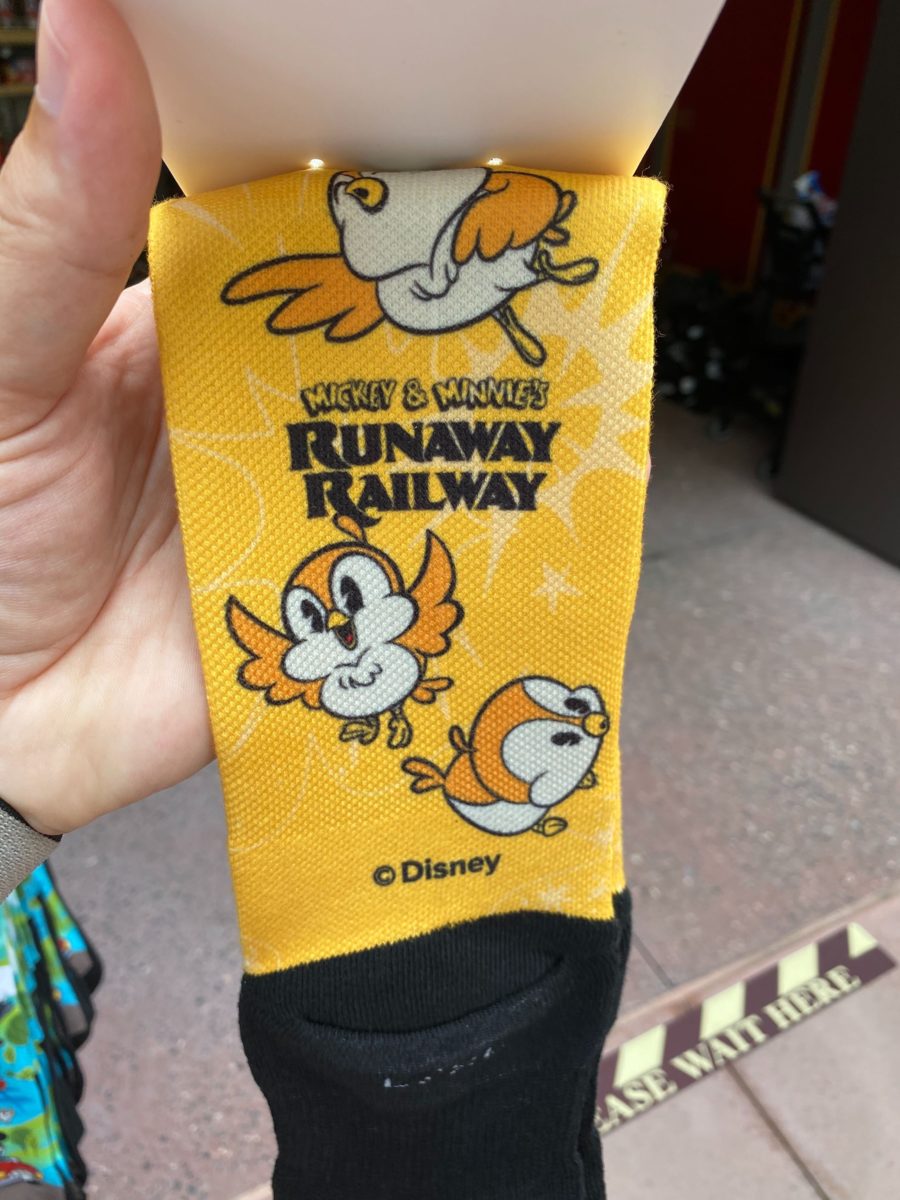 MICKEY & MINNIE'S
RUNAWAY
RAILWAY
© Disney
WAIT HERE